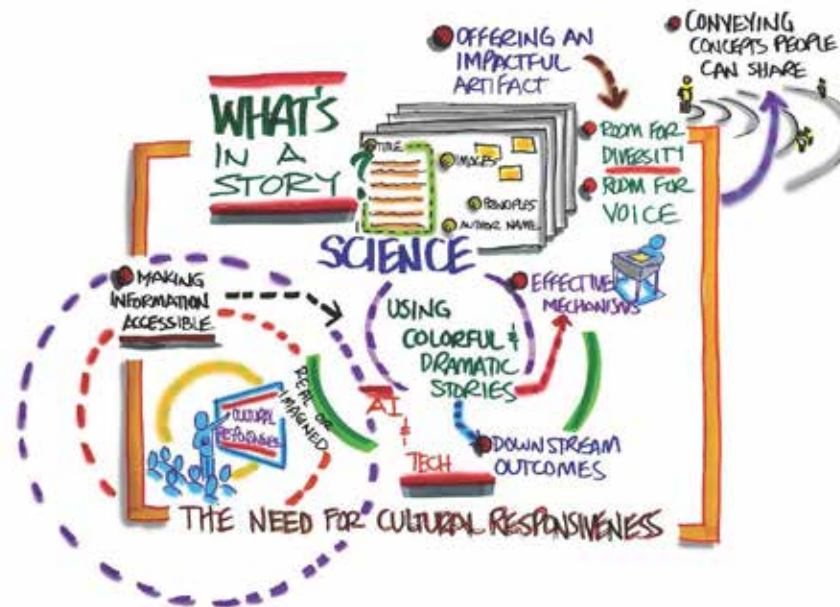 WHAT'S
IN A
STORY
OFFERING AN
IMPACTFUL
ARTIFACT
CONVEYING
CONCEPTS PEOPLE
CAN SHARE
TITLE
IMAGES
PRINCIPLES
AUTHOR NAME
ROOM FOR
DIVERSITY
ROOM FOR
VOICE
SCIENCE
MAKING
INFORMATION
ACCESSIBLE
USING
COLORFUL &
DRAMATIC
STORIES
EFFECTIVE
MECHANISMS
REAL OR
IMAGINED
CULTURAL
RESPONSES
AI
&
TECH
DOWNSTREAM
OUTCOMES
THE NEED FOR CULTURAL RESPONSIVENESS